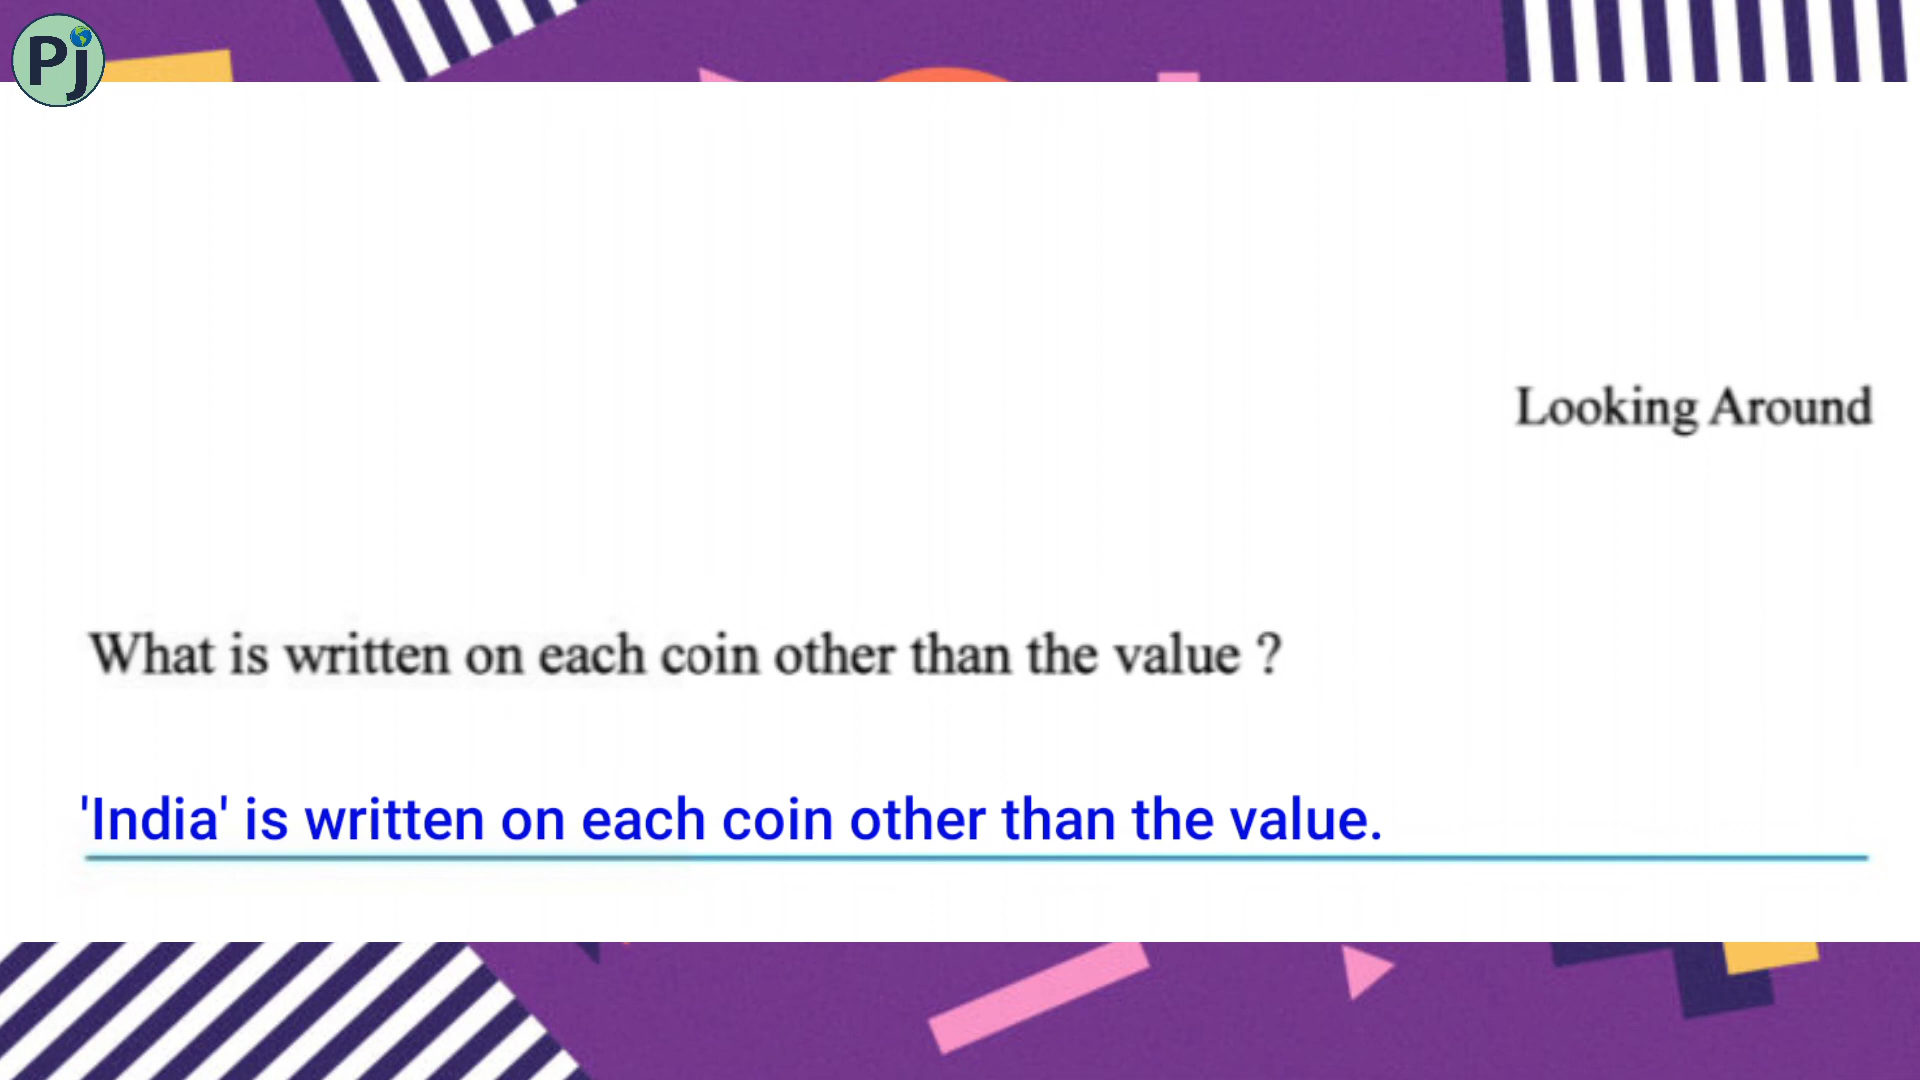 Pj
Looking Around
What is written on each coin other than the value ?
'India' is written on each coin other than the value.